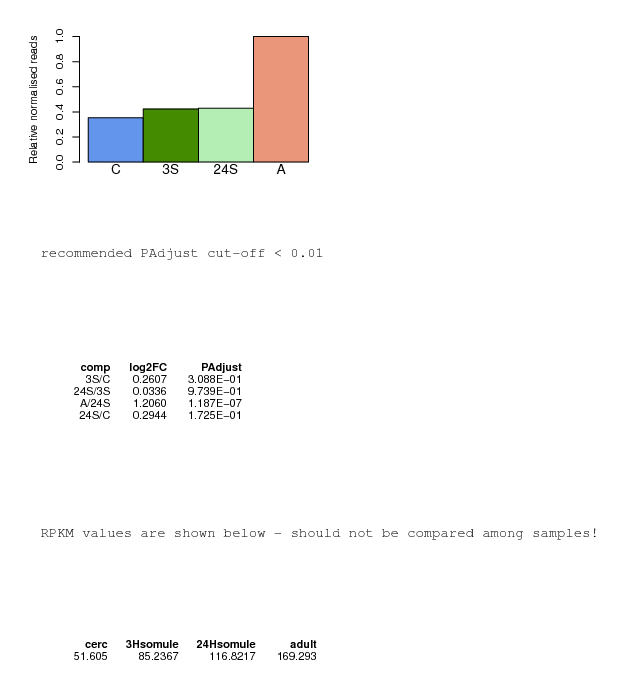 Relative normalised reads
1.0
0.8
0.6
0.4
0.2
0.0
C 3S 24S A
recommended PAdjust cut-off < 0.01
comp log2FC PAdjust
3S/C 0.2607 3.088E-01
24S/3S 0.0336 9.739E-01
A/24S 1.2060 1.187E-07
24S/C 0.2944 1.725E-01
RPKM values are shown below - should not be compared among samples!
cerc 3Hsomule 24Hsomule adult
51.605 85.2367 116.8217 169.293